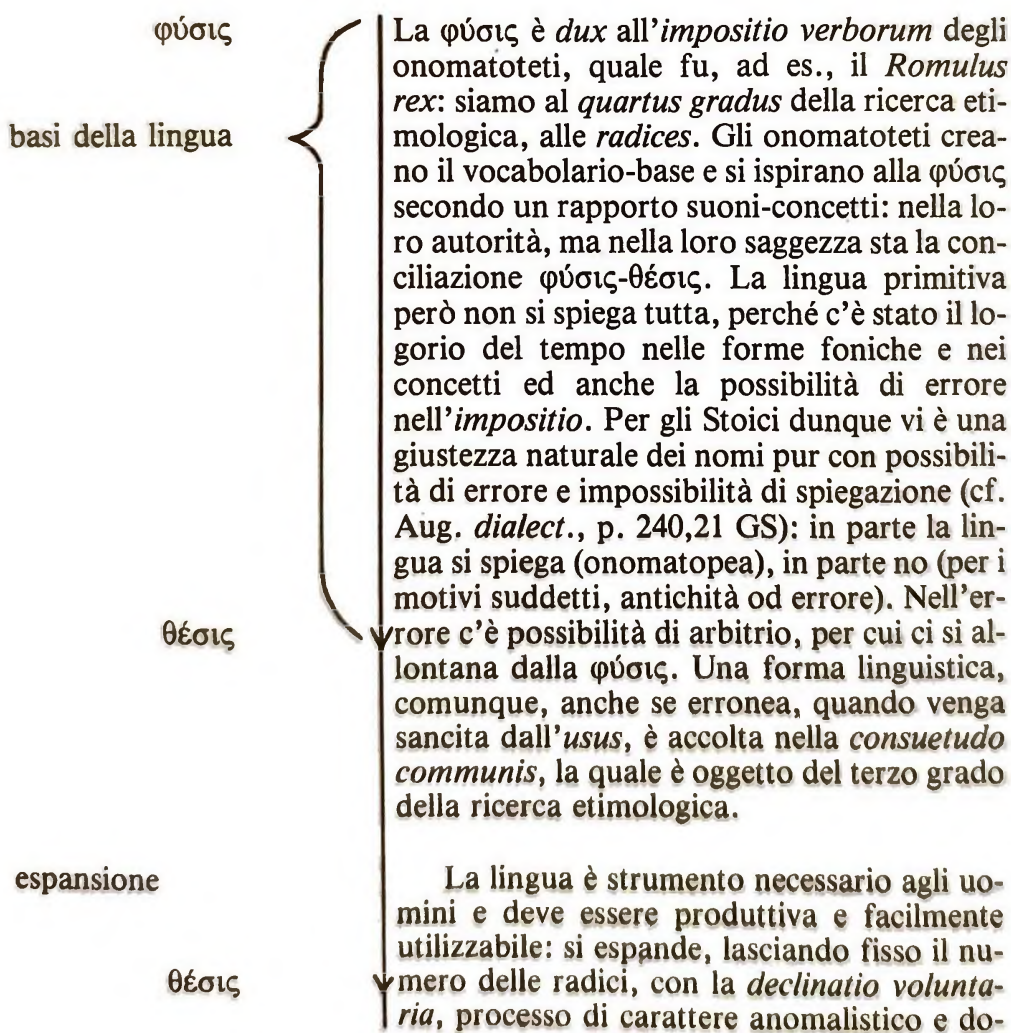 φύσις
La φύσις è dux all'impositio verborum degli
onomatoteti, quale fu, ad es., il Romulus
rex: siamo al quartus gradus della ricerca eti-
basi della lingua
mologica, alle radices. Gli onomatoteti crea-
no il vocabolario-base e si ispirano alla φύσις
secondo un rapporto suoni-concetti: nella lo-
ro autorità, ma nella loro saggezza sta la con-
ciliazione φύσις-θέσις. La lingua primitiva
però non si spiega tutta, perché c'è stato il lo-
gorio del tempo nelle forme foniche e nei
concetti ed anche la possibilità di errore
nell'impositio. Per gli Stoici dunque vi è una
giustezza naturale dei nomi pur con possibili-
tà di errore e impossibilità di spiegazione (cf.
Aug. dialect., p. 240,21 GS): in parte la lin-
gua si spiega (onomatopea), in parte no (per i
motivi suddetti, antichità od errore). Nell'er-
θέσις
rore c'è possibilità di arbitrio, per cui ci si al-
lontana dalla φύσις. Una forma linguistica,
comunque, anche se erronea, quando venga
sancita dall'usus, è accolta nella consuetudo
communis, la quale è oggetto del terzo grado
della ricerca etimologica.
espansione
La lingua è strumento necessario agli uo-
mini e deve essere produttiva e facilmente
utilizzabile: si espande, lasciando fisso il nu-
θέσις
mero delle radici, con la declinatio volunta-
ria, processo di carattere anomalistico e do-